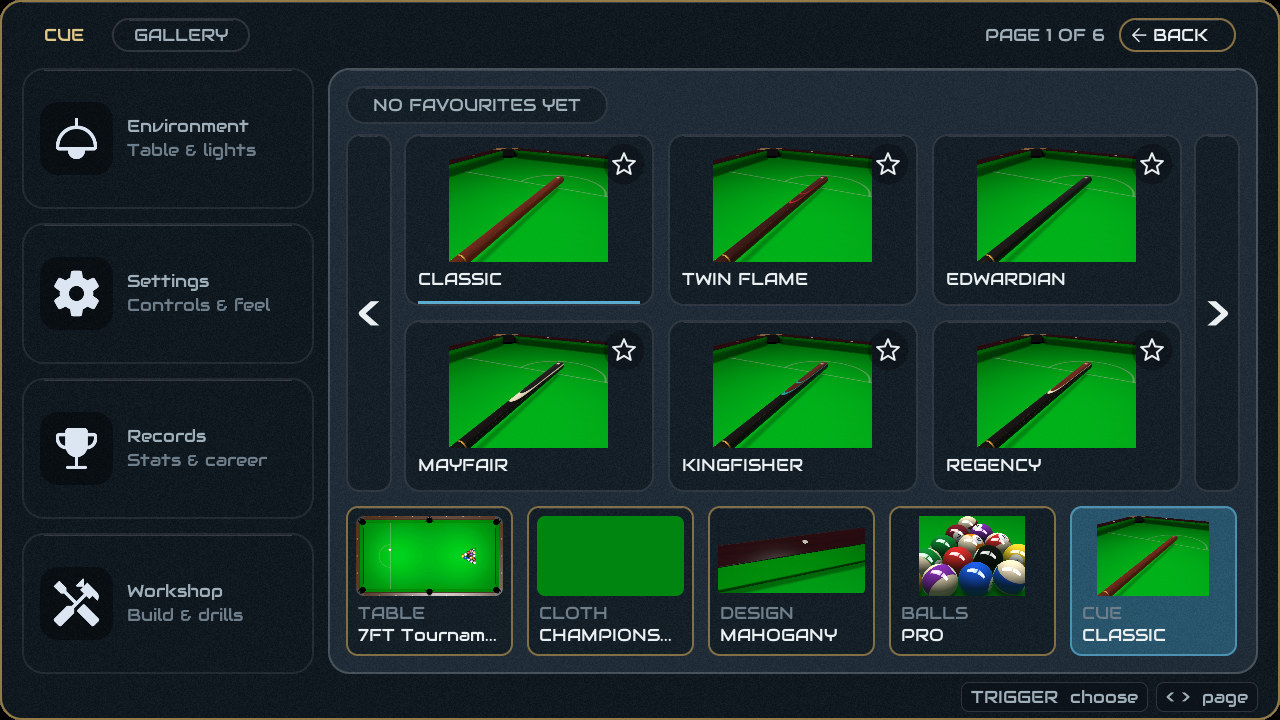 CUE
GALLERY
PAGE 1 OF 6
← BACK
Environment
Table & lights
Settings
Controls & feel
Records
Stats & career
Workshop
Build & drills
NO FAVOURITES YET
CLASSIC
TWIN FLAME
EDWARDIAN
MAYFAIR
KINGFISHER
REGENCY
TABLE
7FT Tournam...
CLOTH
CHAMPIONS...
DESIGN
MAHOGANY
BALLS
PRO
CUE
CLASSIC
TRIGGER choose
< > page